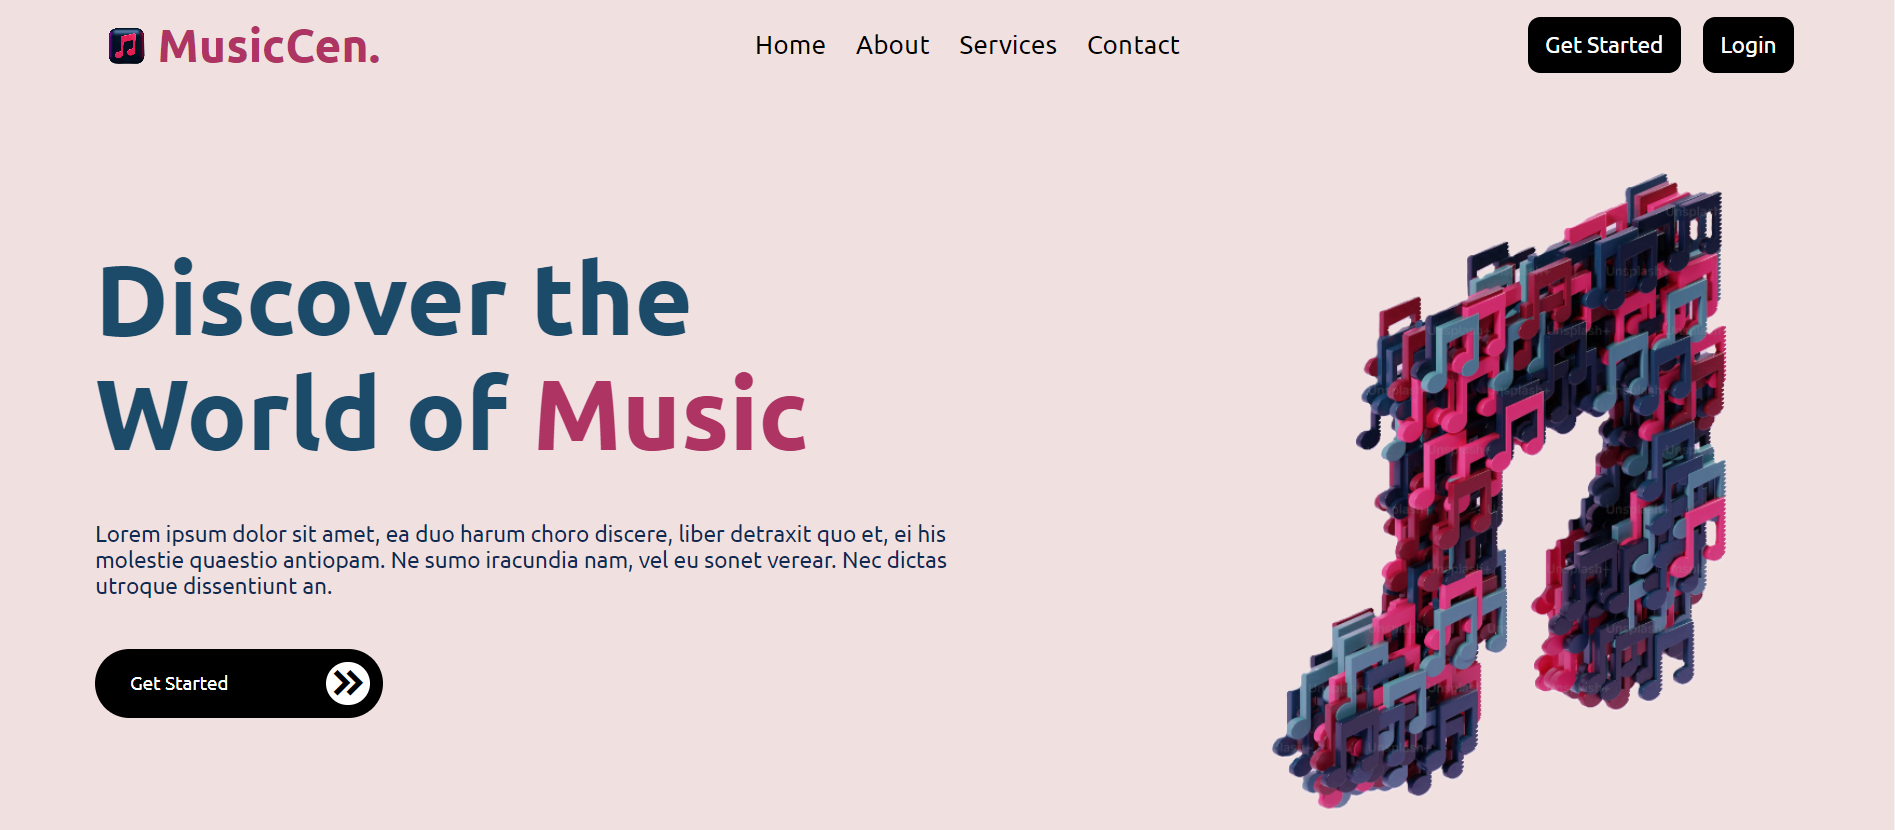 MusicCen.
Home About Services Contact
Get Started Login
Discover the
World of Music
Lorem ipsum dolor sit amet, ea duo harum choro discere, liber detraxit quo et, ei his
molestie quaestio antiopam. Ne sumo iracundia nam, vel eu sonet verear. Nec dictas
utroque dissentiunt an.
Get Started
Unsplash+